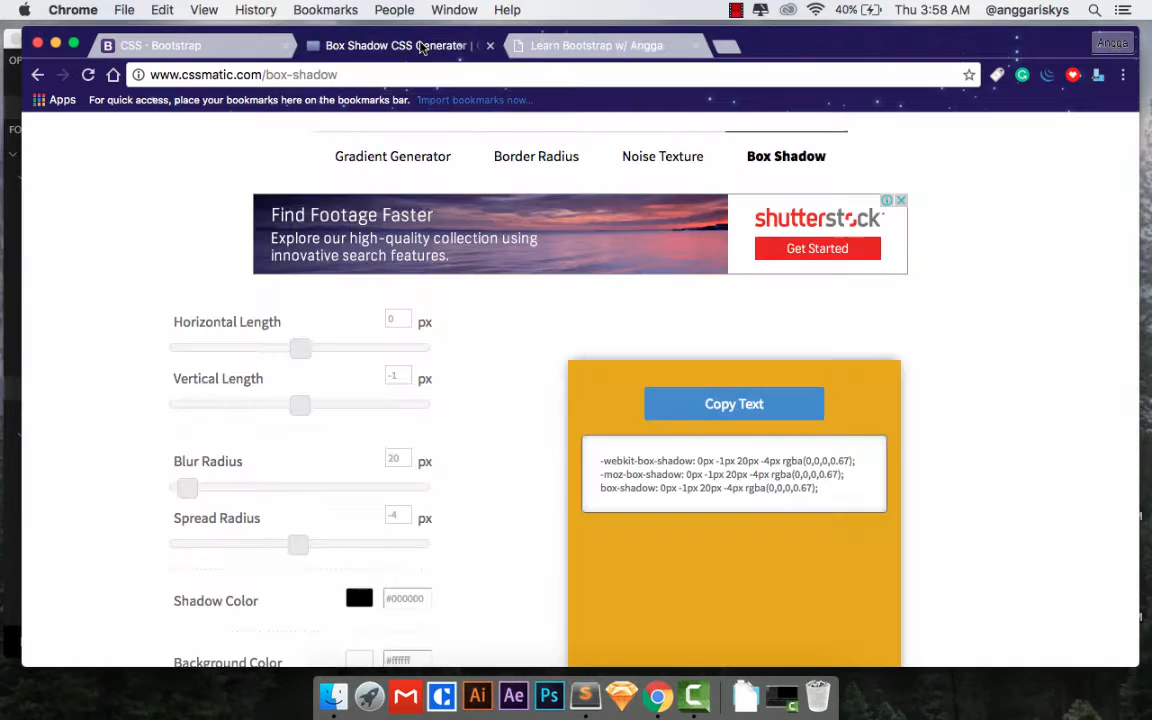 Chrome File Edit View History Bookmarks People Window Help 40% Thu 3:58 AM @anggariskys
CSS · Bootstrap Box Shadow CSS Generator | Learn Bootstrap w/ Angga Angga
www.cssmatic.com/box-shadow
Apps For quick access, place your bookmarks here on the bookmarks bar. Import bookmarks now...
Gradient Generator Border Radius Noise Texture Box Shadow
Find Footage Faster
Explore our high-quality collection using
innovative search features.
shutterstock
Get Started
Horizontal Length 0 px
Vertical Length -1 px
Blur Radius 20 px
Spread Radius -4 px
Shadow Color #000000
Background Color #ffffff
Copy Text
-webkit-box-shadow: 0px -1px 20px -4px rgba(0,0,0,0.67);
-moz-box-shadow: 0px -1px 20px -4px rgba(0,0,0,0.67);
box-shadow: 0px -1px 20px -4px rgba(0,0,0,0.67);
Ai Ae Ps S C